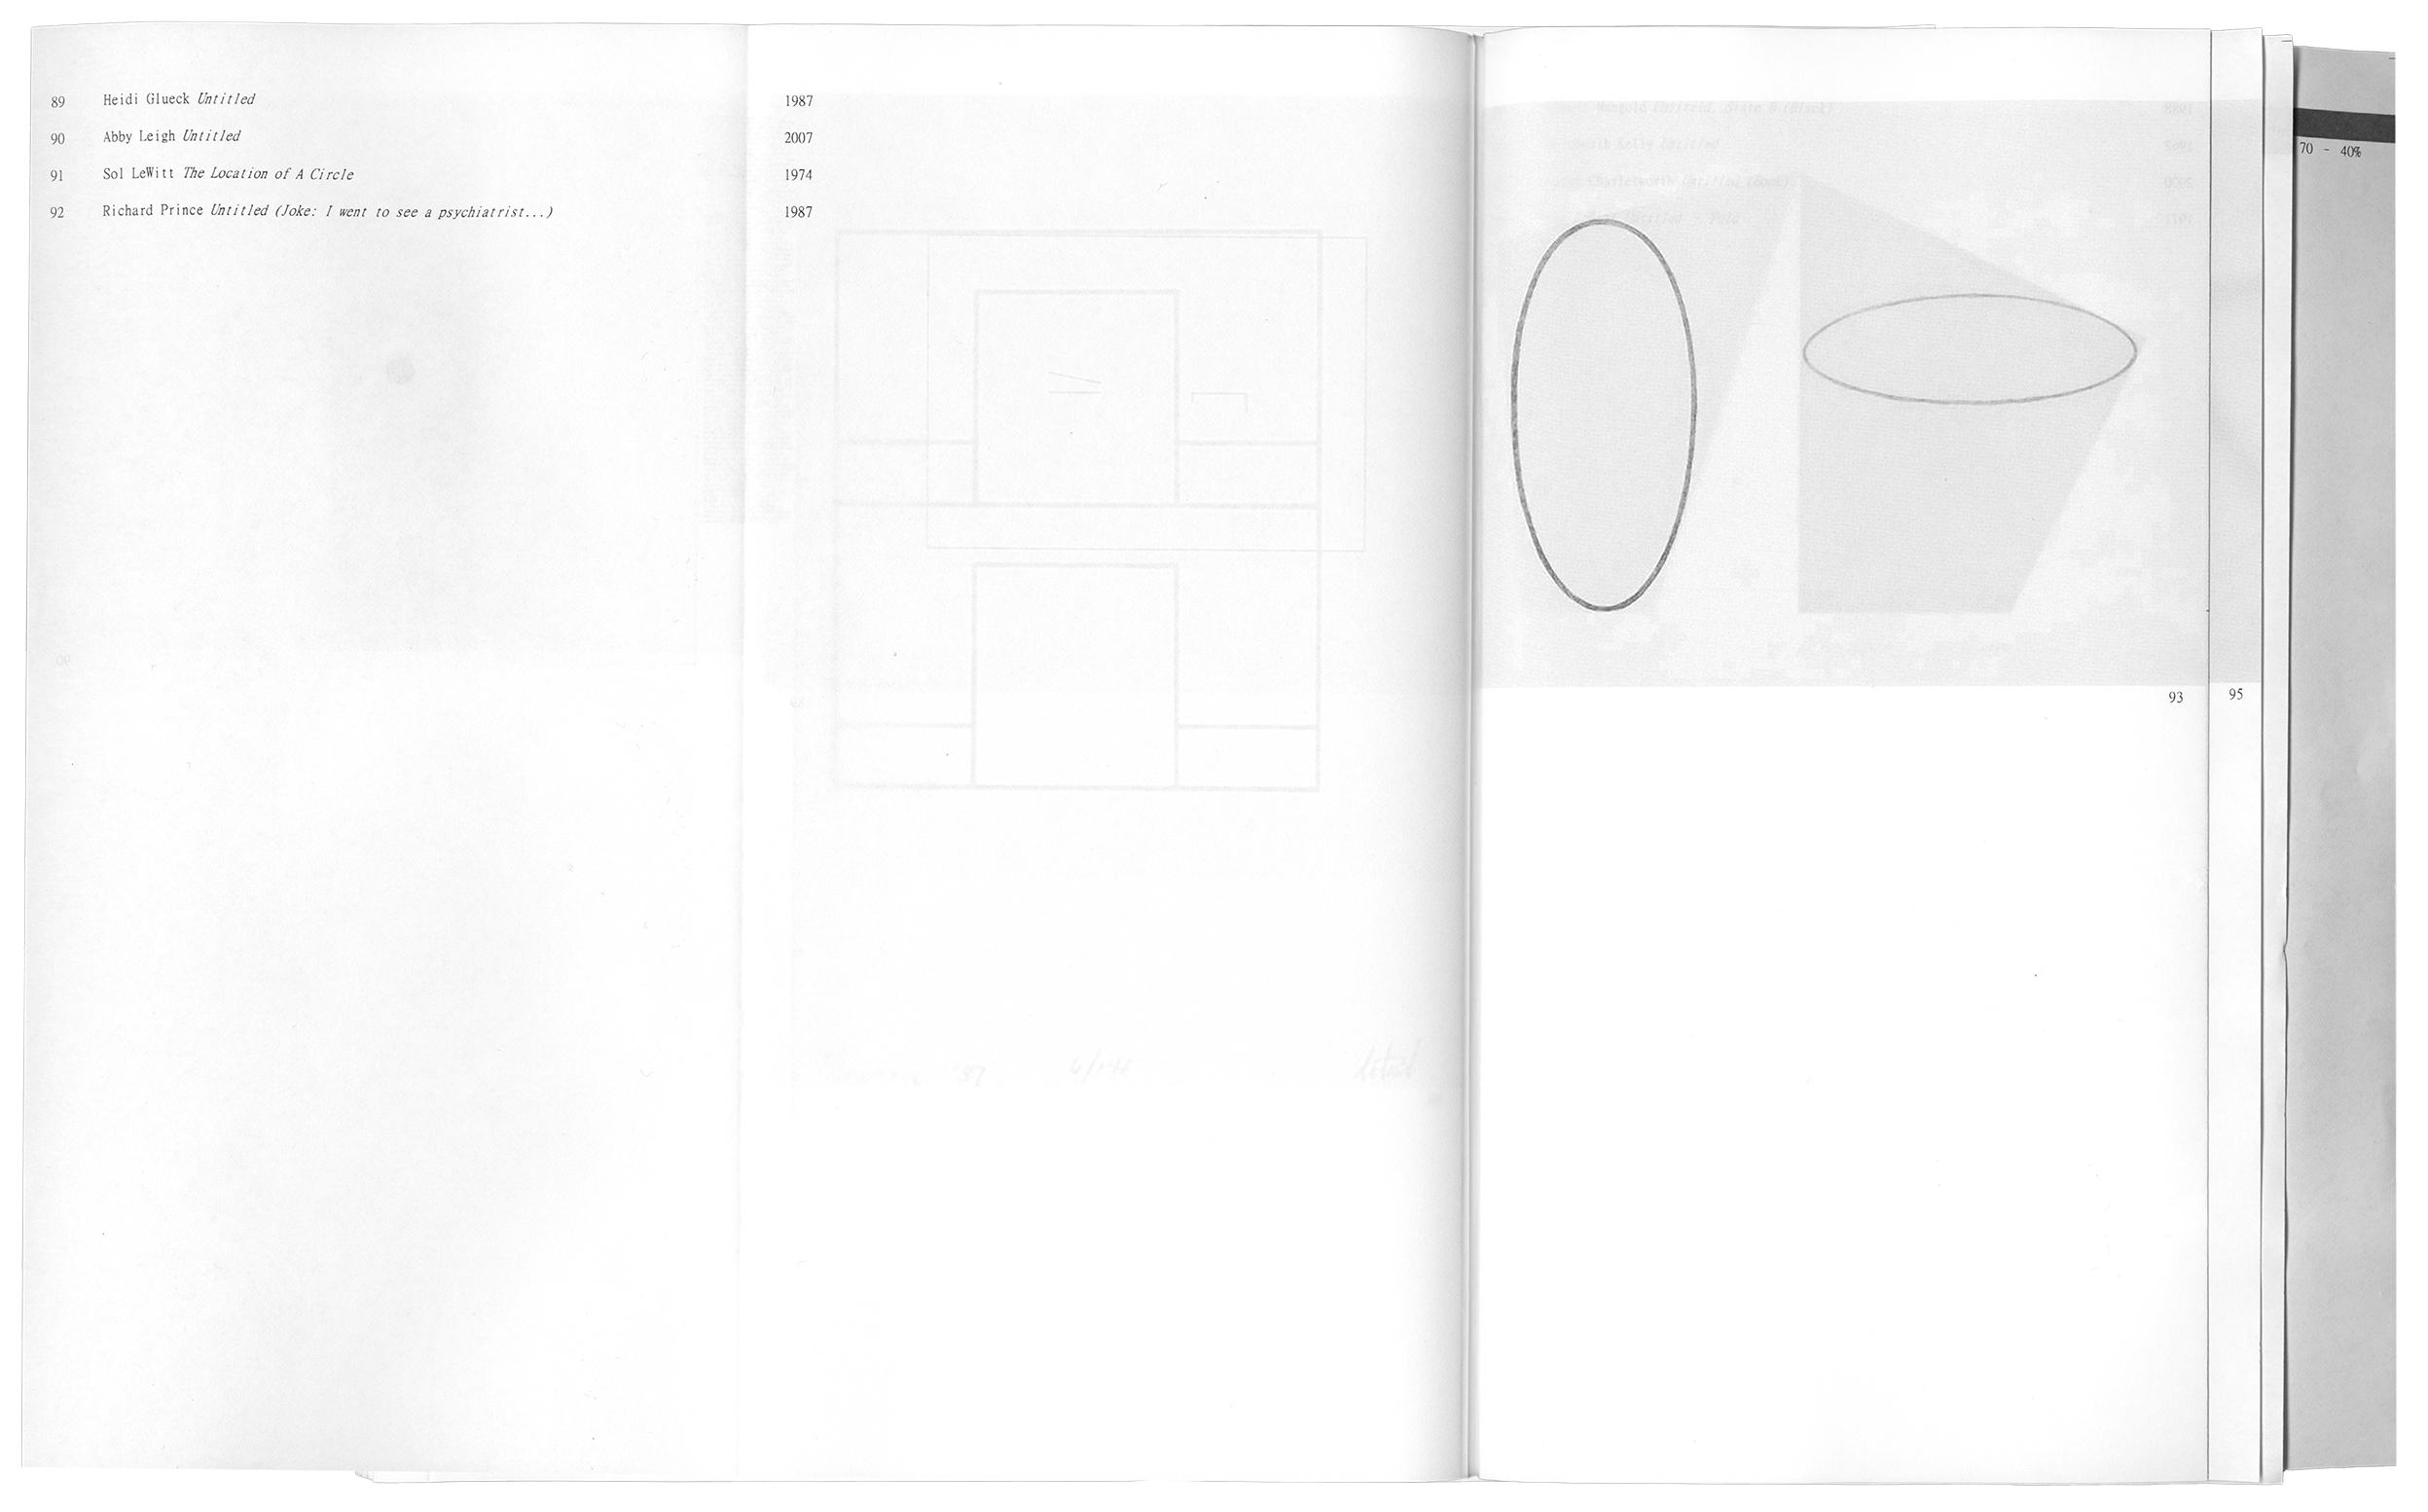 89 Heidi Glueck Untitled 1987
90 Abby Leigh Untitled 2007
91 Sol LeWitt The Location of A Circle 1974
92 Richard Prince Untitled (Joke: I went to see a psychiatrist...) 1987
70 - 40%
93
95